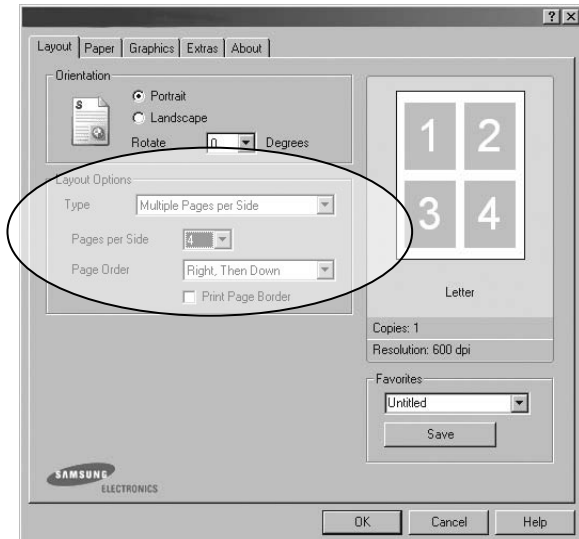 ? ×
Layout Paper Graphics Extras About
Orientation
S
Portrait
Landscape
Rotate 0 Degrees
Layout Options
Type Multiple Pages per Side
Pages per Side 4
Page Order Right, Then Down
Print Page Border
1 2
3 4
Letter
Copies: 1
Resolution: 600 dpi
Favorites
Untitled
Save
SAMSUNG
ELECTRONICS
OK Cancel Help